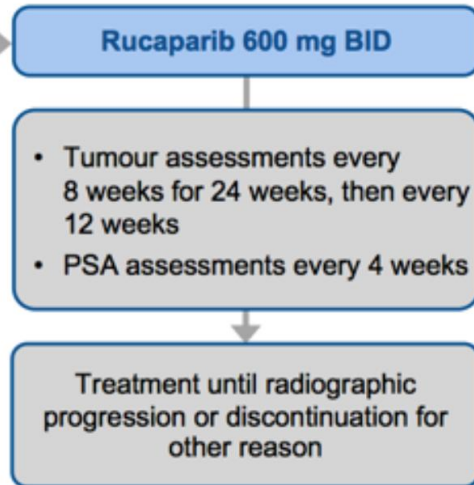 Rucaparib 600 mg BID
• Tumour assessments every
8 weeks for 24 weeks, then every
12 weeks
• PSA assessments every 4 weeks
Treatment until radiographic
progression or discontinuation for
other reason